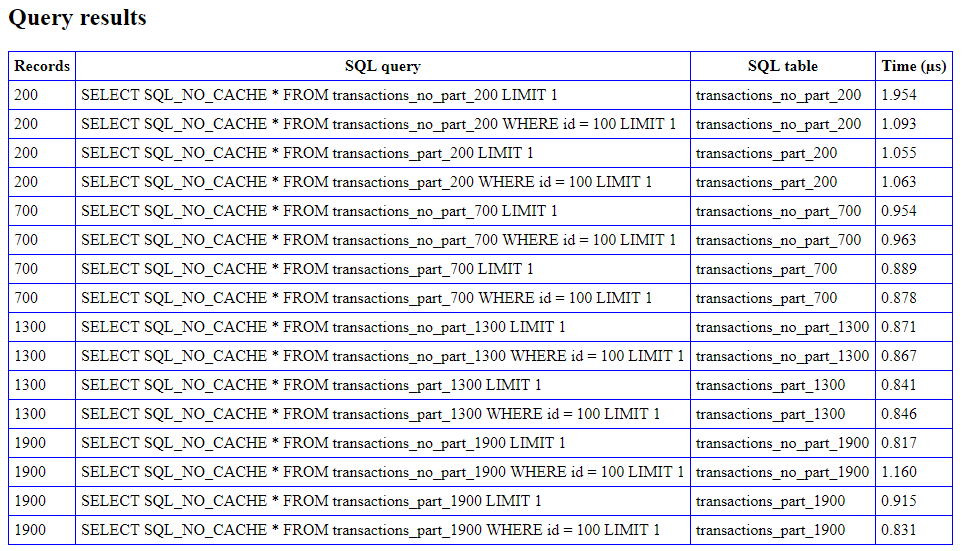 Query results
Records SQL query SQL table Time (µs)
200 SELECT SQL_NO_CACHE * FROM transactions_no_part_200 LIMIT 1 transactions_no_part_200 1.954
200 SELECT SQL_NO_CACHE * FROM transactions_no_part_200 WHERE id = 100 LIMIT 1 transactions_no_part_200 1.093
200 SELECT SQL_NO_CACHE * FROM transactions_part_200 LIMIT 1 transactions_part_200 1.055
200 SELECT SQL_NO_CACHE * FROM transactions_part_200 WHERE id = 100 LIMIT 1 transactions_part_200 1.063
700 SELECT SQL_NO_CACHE * FROM transactions_no_part_700 LIMIT 1 transactions_no_part_700 0.954
700 SELECT SQL_NO_CACHE * FROM transactions_no_part_700 WHERE id = 100 LIMIT 1 transactions_no_part_700 0.963
700 SELECT SQL_NO_CACHE * FROM transactions_part_700 LIMIT 1 transactions_part_700 0.889
700 SELECT SQL_NO_CACHE * FROM transactions_part_700 WHERE id = 100 LIMIT 1 transactions_part_700 0.878
1300 SELECT SQL_NO_CACHE * FROM transactions_no_part_1300 LIMIT 1 transactions_no_part_1300 0.871
1300 SELECT SQL_NO_CACHE * FROM transactions_no_part_1300 WHERE id = 100 LIMIT 1 transactions_no_part_1300 0.867
1300 SELECT SQL_NO_CACHE * FROM transactions_part_1300 LIMIT 1 transactions_part_1300 0.841
1300 SELECT SQL_NO_CACHE * FROM transactions_part_1300 WHERE id = 100 LIMIT 1 transactions_part_1300 0.846
1900 SELECT SQL_NO_CACHE * FROM transactions_no_part_1900 LIMIT 1 transactions_no_part_1900 0.817
1900 SELECT SQL_NO_CACHE * FROM transactions_no_part_1900 WHERE id = 100 LIMIT 1 transactions_no_part_1900 1.160
1900 SELECT SQL_NO_CACHE * FROM transactions_part_1900 LIMIT 1 transactions_part_1900 0.915
1900 SELECT SQL_NO_CACHE * FROM transactions_part_1900 WHERE id = 100 LIMIT 1 transactions_part_1900 0.831